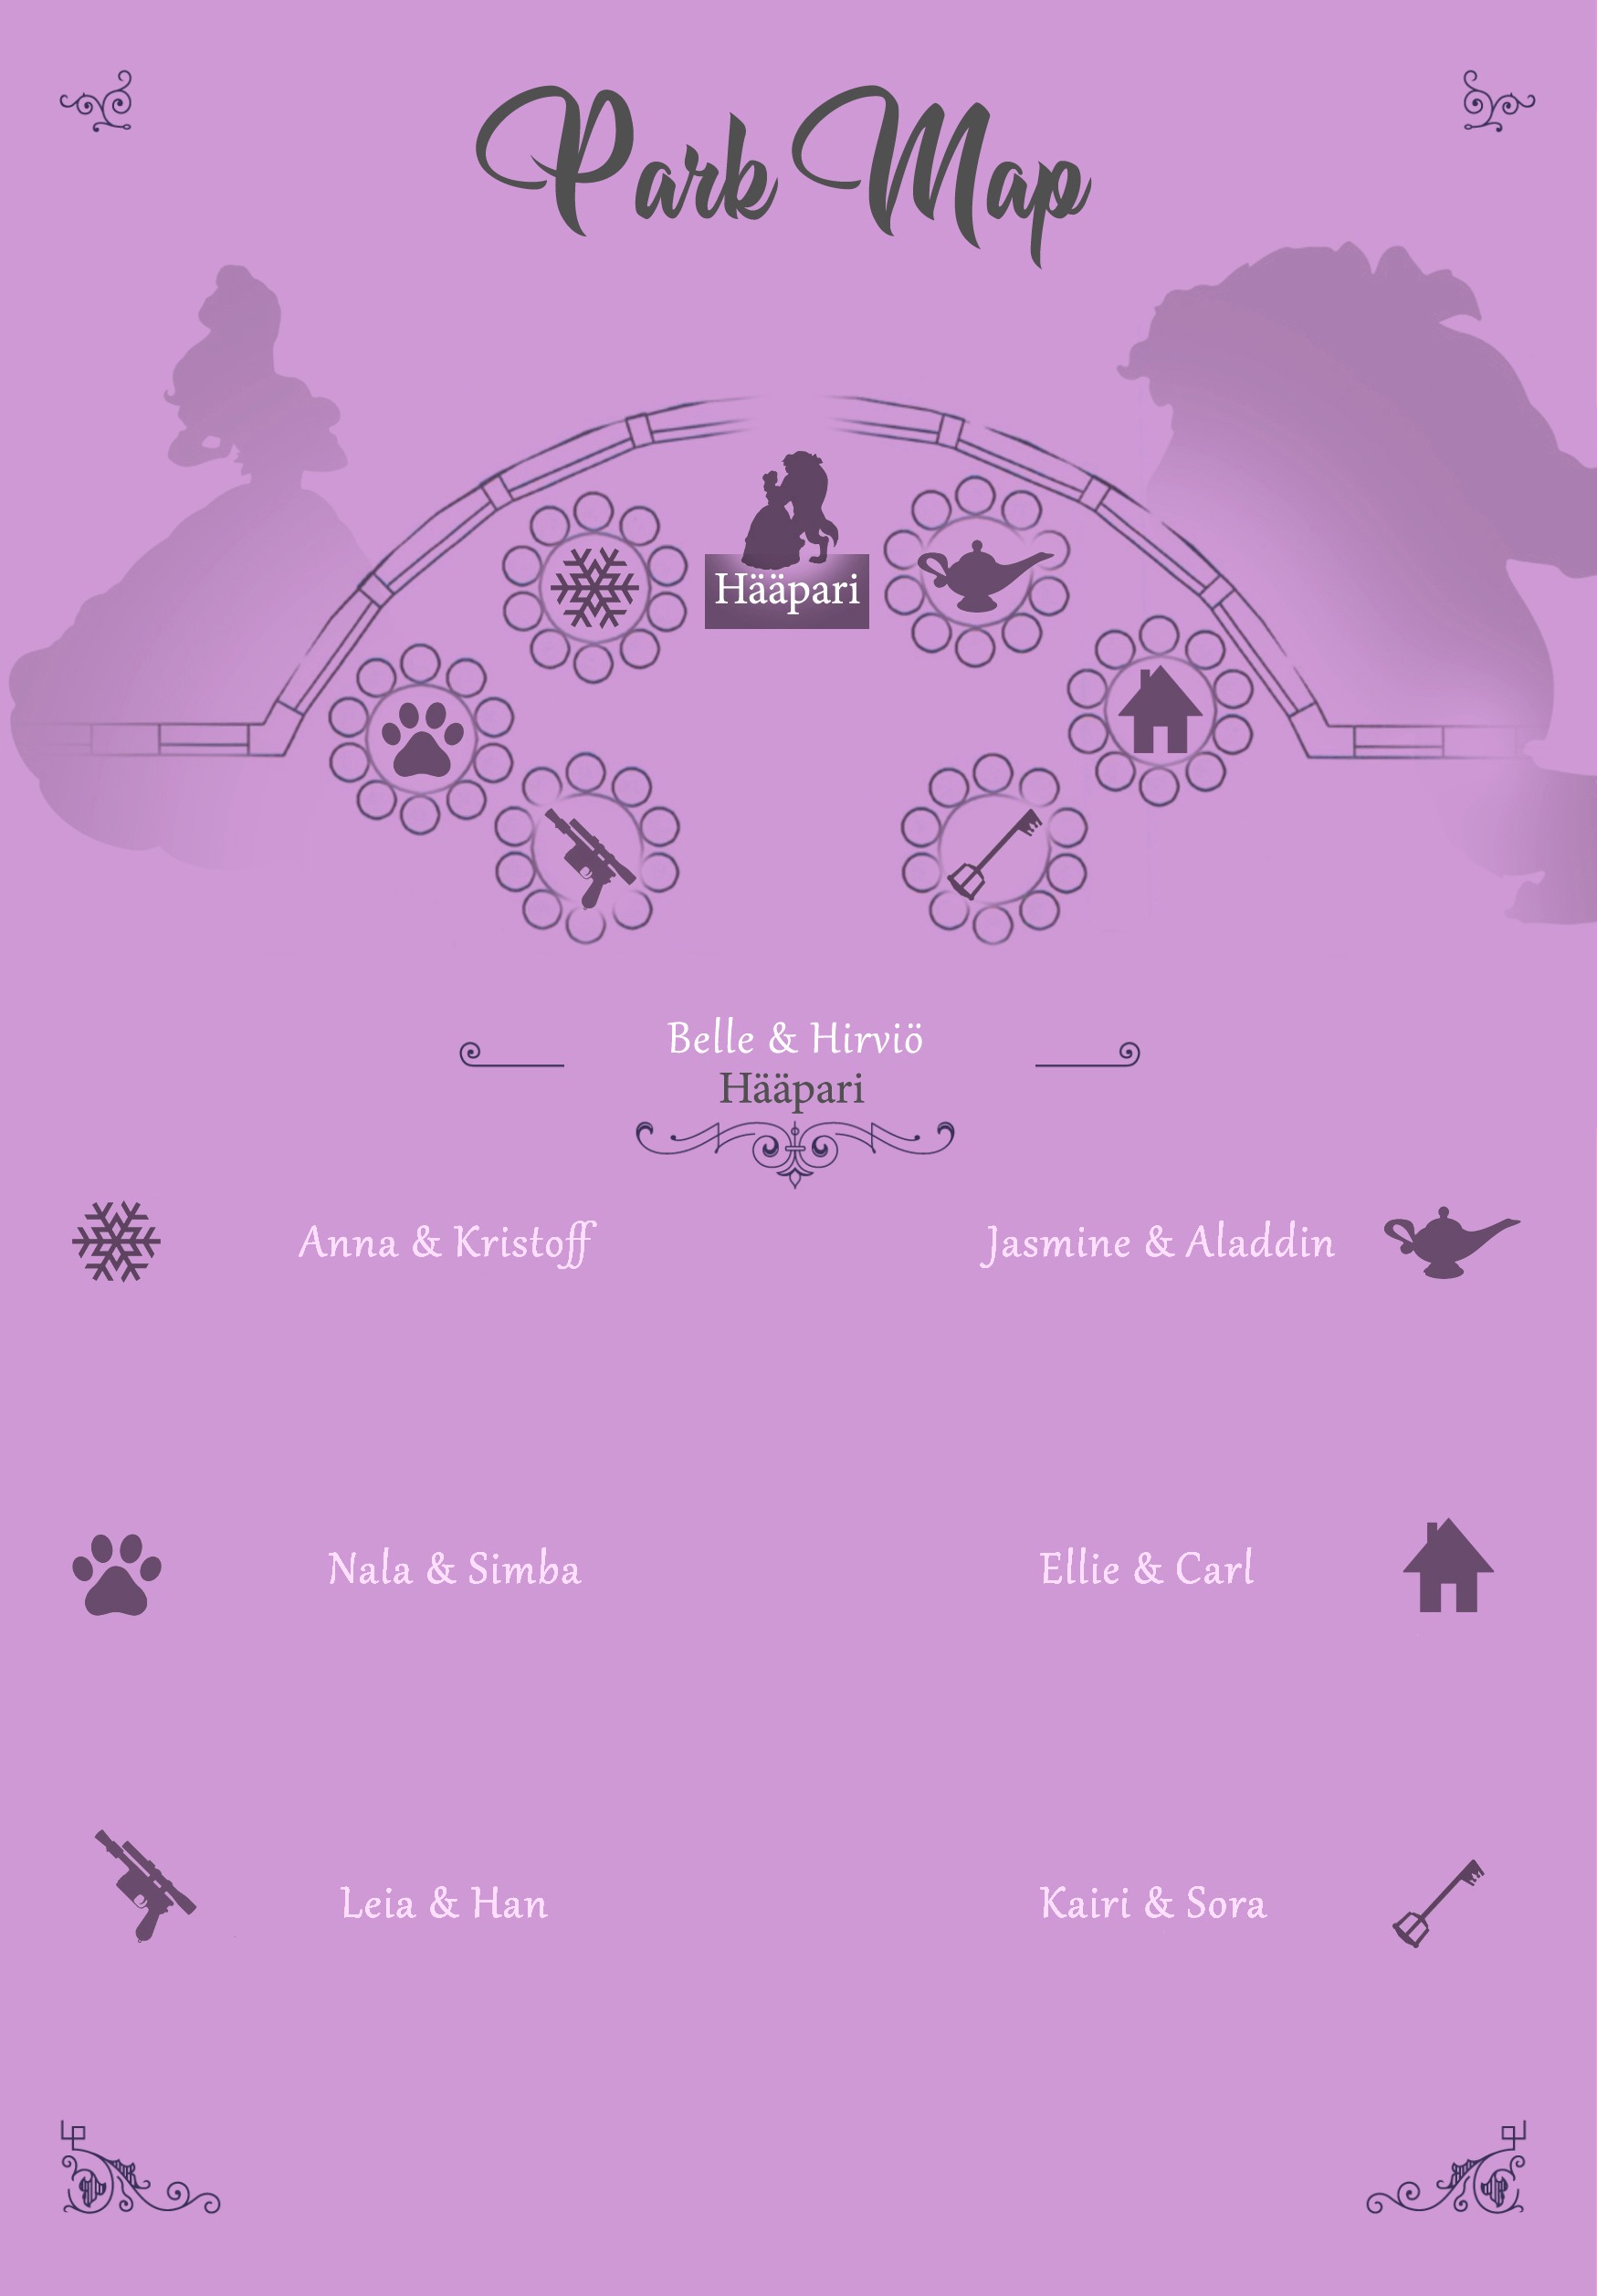 Park Map
Hääpari
Belle & Hirviö
Hääpari
Anna & Kristoff
Jasmine & Aladdin
Nala & Simba
Ellie & Carl
Leia & Han
Kairi & Sora